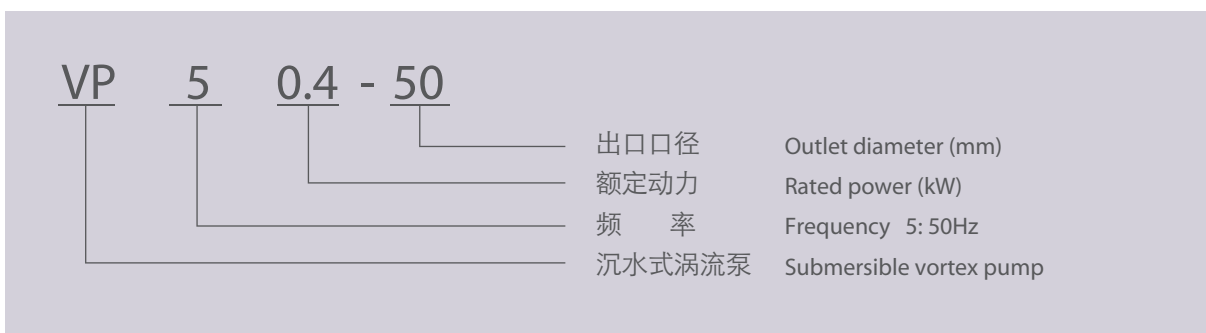 VP 5 0.4 - 50
出口口径 Outlet diameter (mm)
额定动力 Rated power (kW)
频 率 Frequency 5: 50Hz
沉水式涡流泵 Submersible vortex pump